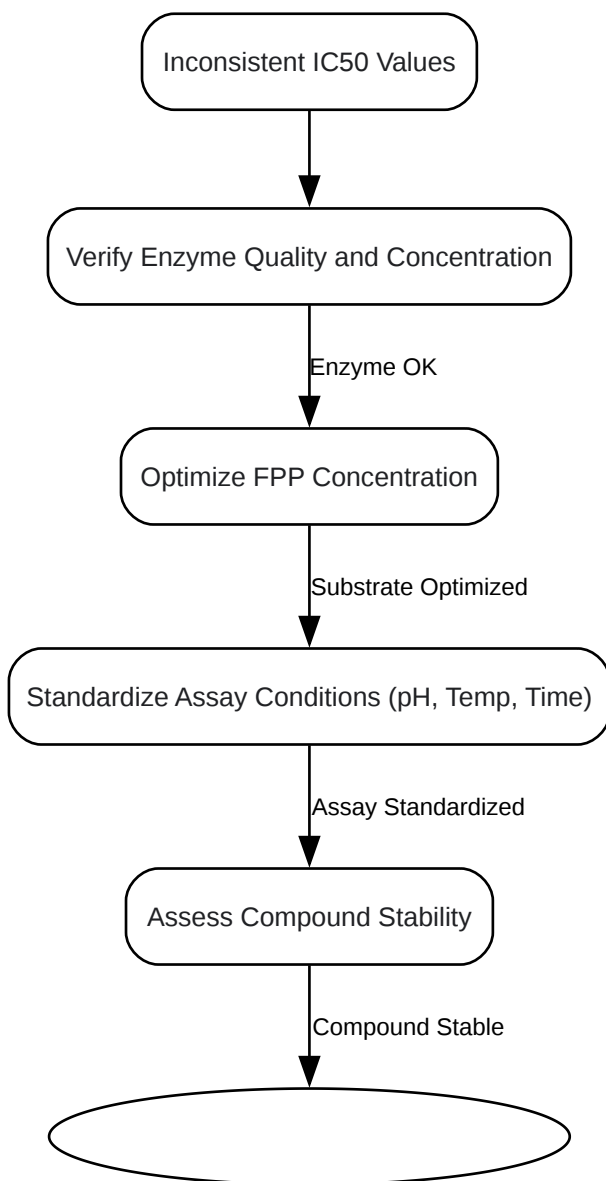 Inconsistent IC50 Values
Verify Enzyme Quality and Concentration
Enzyme OK
Optimize FPP Concentration
Substrate Optimized
Standardize Assay Conditions (pH, Temp, Time)
Assay Standardized
Assess Compound Stability
Compound Stable